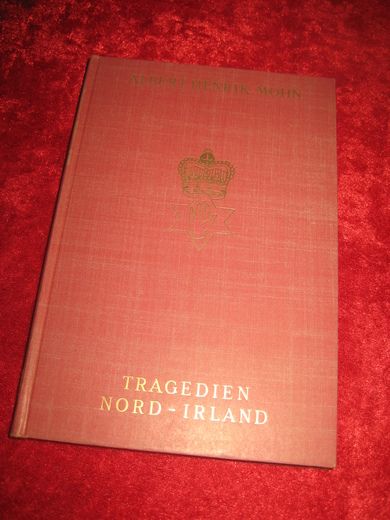 ALBERT HENRIK MOHN
TRAGEDIEN
NORD-IRLAND